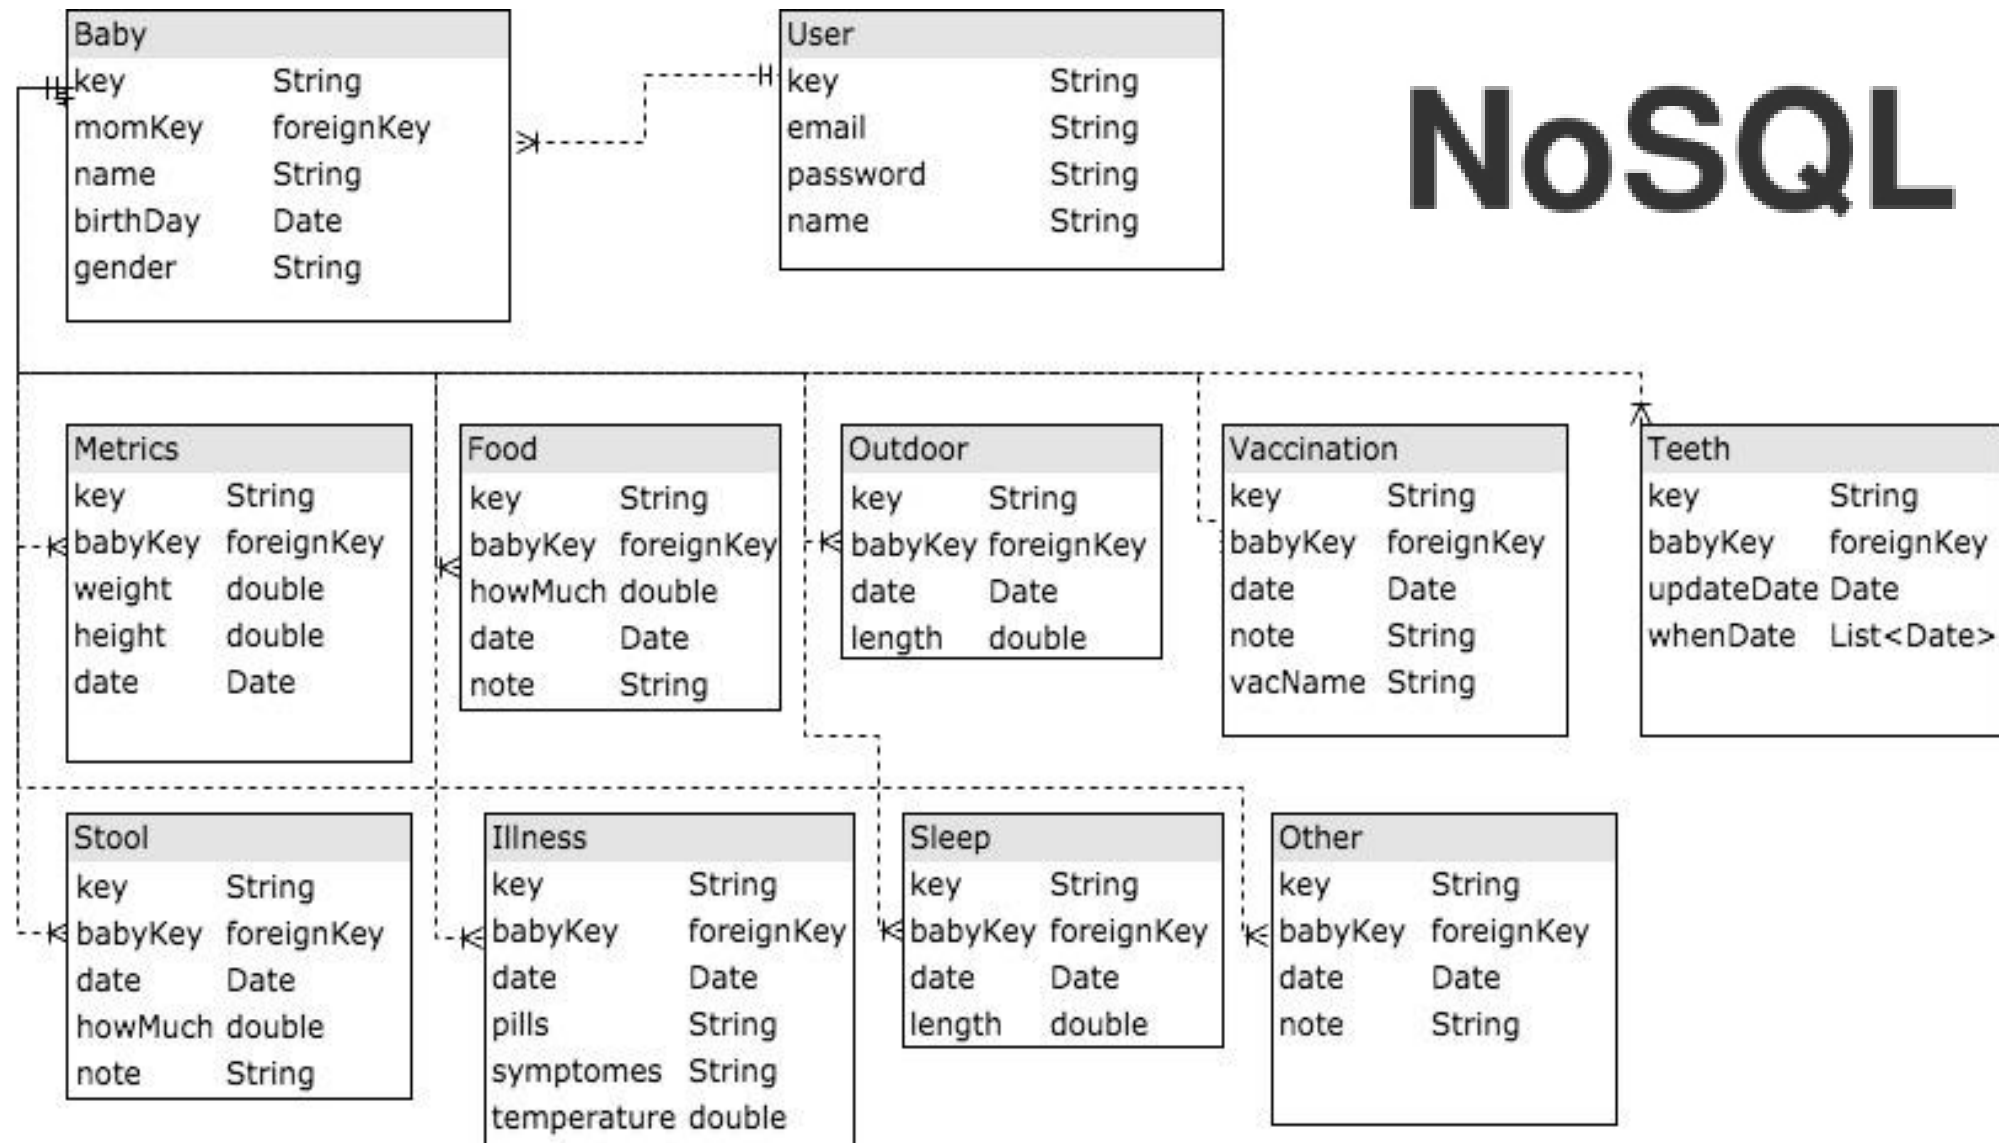 Baby
key String
momKey foreignKey
name String
birthDay Date
gender String
User
key String
email String
password String
name String
NoSQL
Metrics
key String
babyKey foreignKey
weight double
height double
date Date
Food
key String
babyKey foreignKey
howMuch double
date Date
note String
Outdoor
key String
babyKey foreignKey
date Date
length double
Vaccination
key String
babyKey foreignKey
date Date
note String
vacName String
Teeth
key String
babyKey foreignKey
updateDate Date
whenDate List<Date>
Stool
key String
babyKey foreignKey
date Date
howMuch double
note String
Illness
key String
babyKey foreignKey
date Date
pills String
symptomes String
temperature double
Sleep
key String
babyKey foreignKey
date Date
length double
Other
key String
babyKey foreignKey
date Date
note String